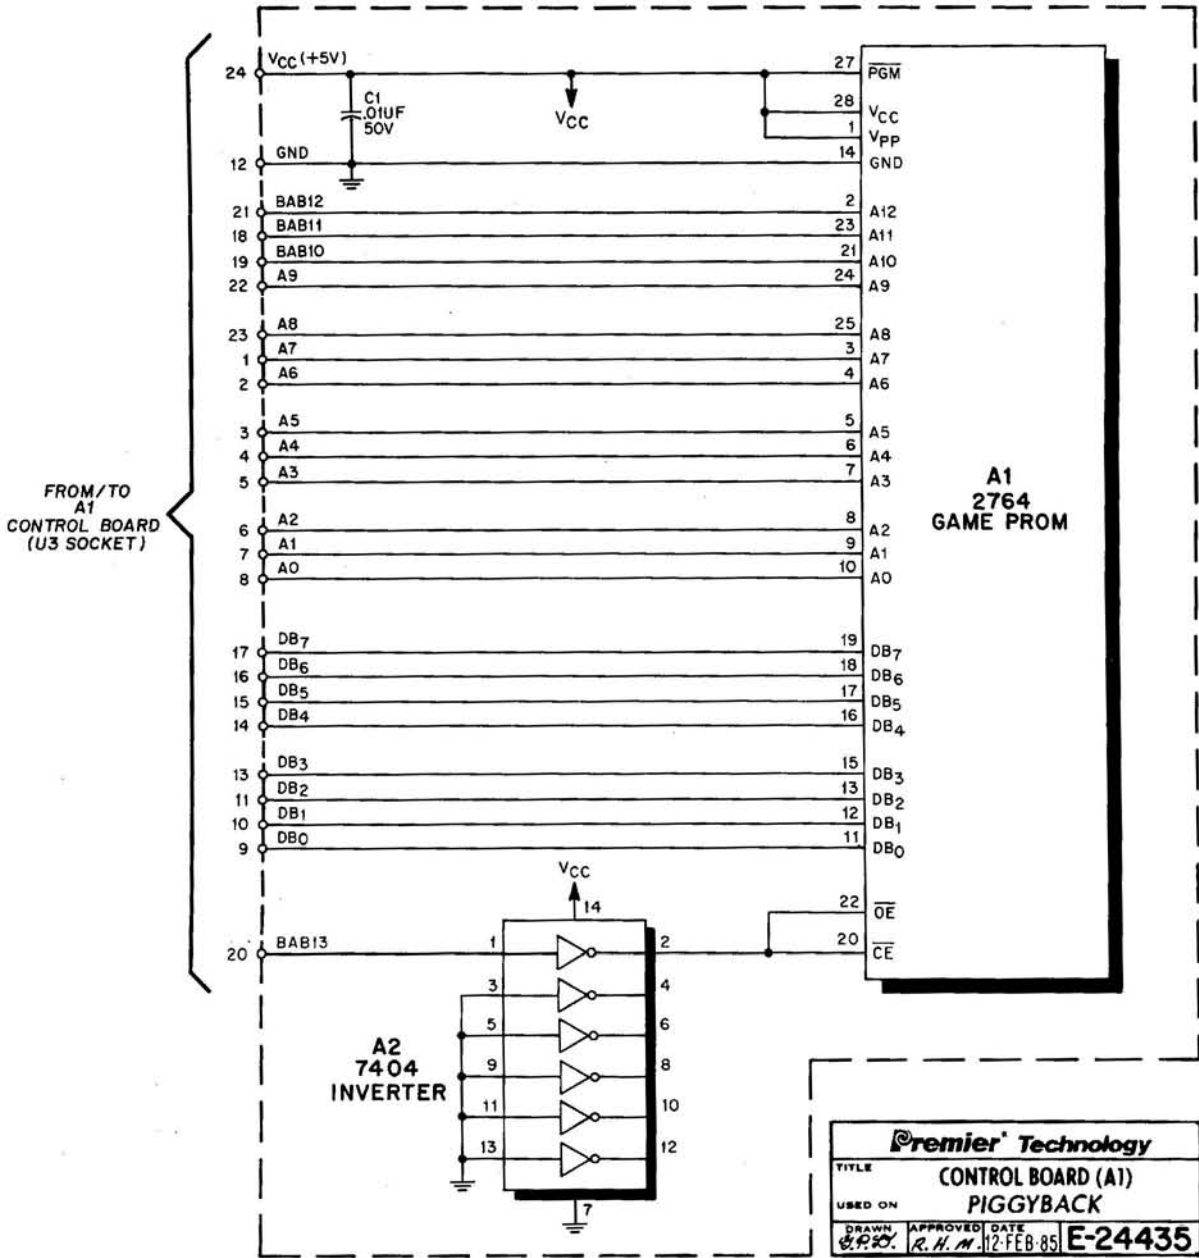 24 VCC (+5V) 27 PGM
C1
.01UF
50V
VCC
28 VCC
1 VPP
12 GND 14 GND
21 BAB12 2 A12
18 BAB11 23 A11
19 BAB10 21 A10
22 A9 24 A9
23 A8 25 A8
1 A7 3 A7
2 A6 4 A6
3 A5 5 A5
4 A4 6 A4
5 A3 7 A3
FROM/TO
A1
CONTROL BOARD
(U3 SOCKET)
A1
2764
GAME PROM
6 A2 8 A2
7 A1 9 A1
8 A0 10 A0
17 DB7 19 DB7
16 DB6 18 DB6
15 DB5 17 DB5
14 DB4 16 DB4
13 DB3 15 DB3
11 DB2 13 DB2
10 DB1 12 DB1
9 DB0 11 DB0
VCC
14
22 OE
20 BAB13 1 2 20 CE
3 4
5 6
A2
7404
INVERTER
9 8
11 10
13 12
7
Premier Technology
TITLE CONTROL BOARD (A1)
USED ON PIGGYBACK
DRAWN APPROVED R.H.M. DATE 12-FEB-85 E-24435